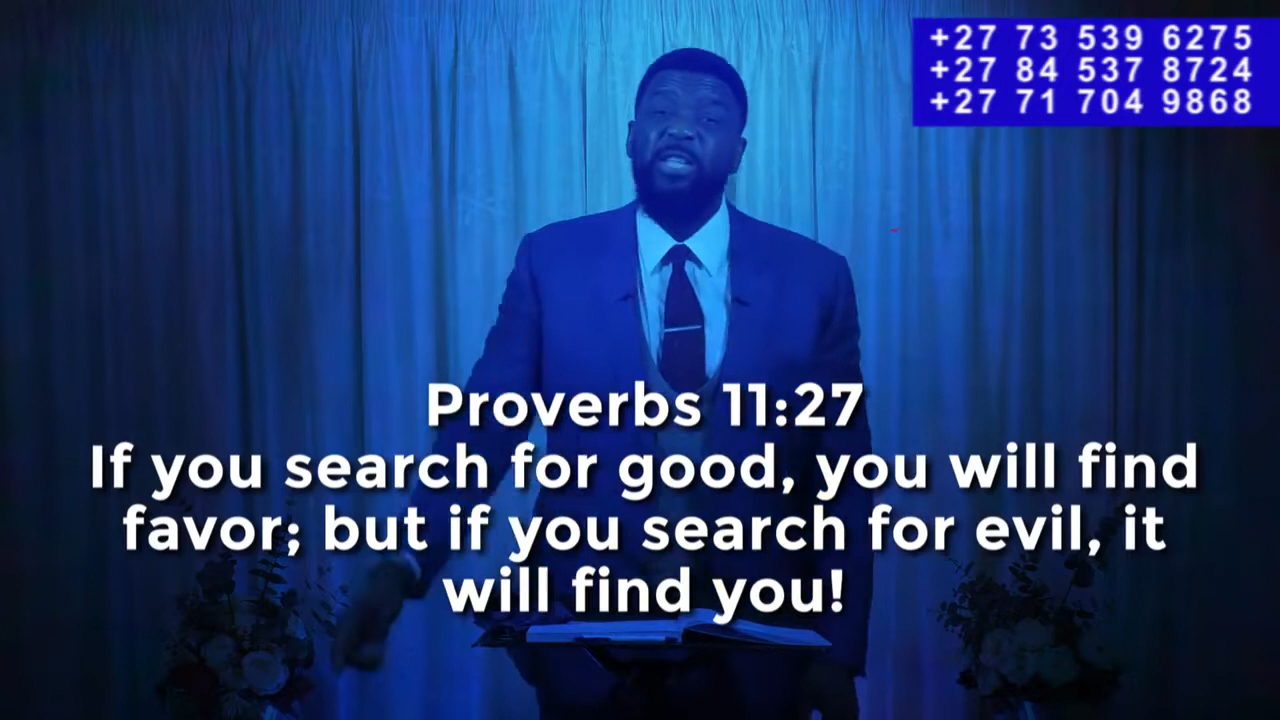 +27 73 539 6275
+27 84 537 8724
+27 71 704 9868
Proverbs 11:27
If you search for good, you will find
favor; but if you search for evil, it
will find you!